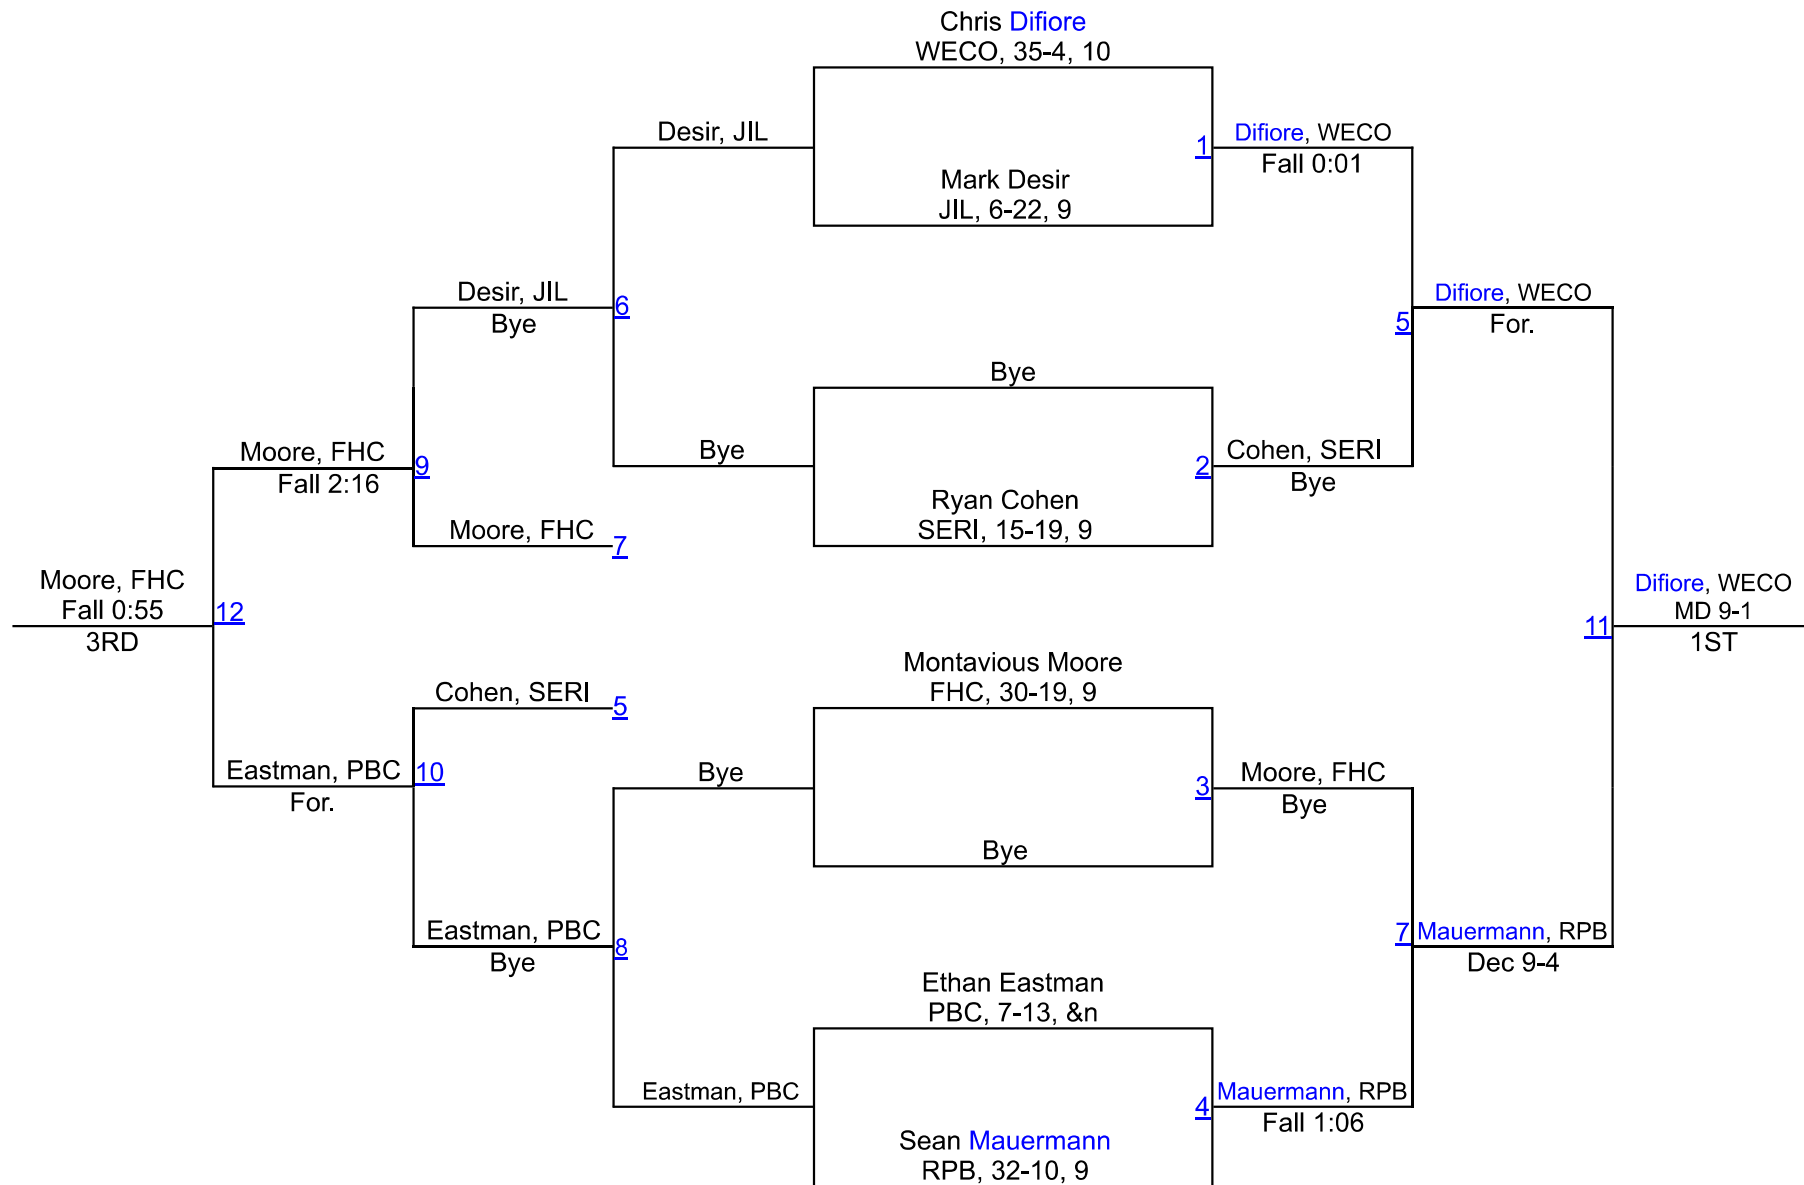 Chris Difiore
WECO, 35-4, 10
Desir, JIL
1
Difiore, WECO
Fall 0:01
Mark Desir
JIL, 6-22, 9
Desir, JIL
Bye
6
5
Difiore, WECO
For.
Bye
Bye
2
Cohen, SERI
Bye
Ryan Cohen
SERI, 15-19, 9
Moore, FHC
Fall 2:16
9
Moore, FHC
7
Moore, FHC
Fall 0:55
3RD
12
11
Difiore, WECO
MD 9-1
1ST
Montavious Moore
FHC, 30-19, 9
Cohen, SERI
5
Eastman, PBC
For.
10
Bye
3
Moore, FHC
Bye
Bye
Eastman, PBC
Bye
8
7
Mauermann, RPB
Dec 9-4
Ethan Eastman
PBC, 7-13, &n
Eastman, PBC
4
Mauermann, RPB
Fall 1:06
Sean Mauermann
RPB, 32-10, 9